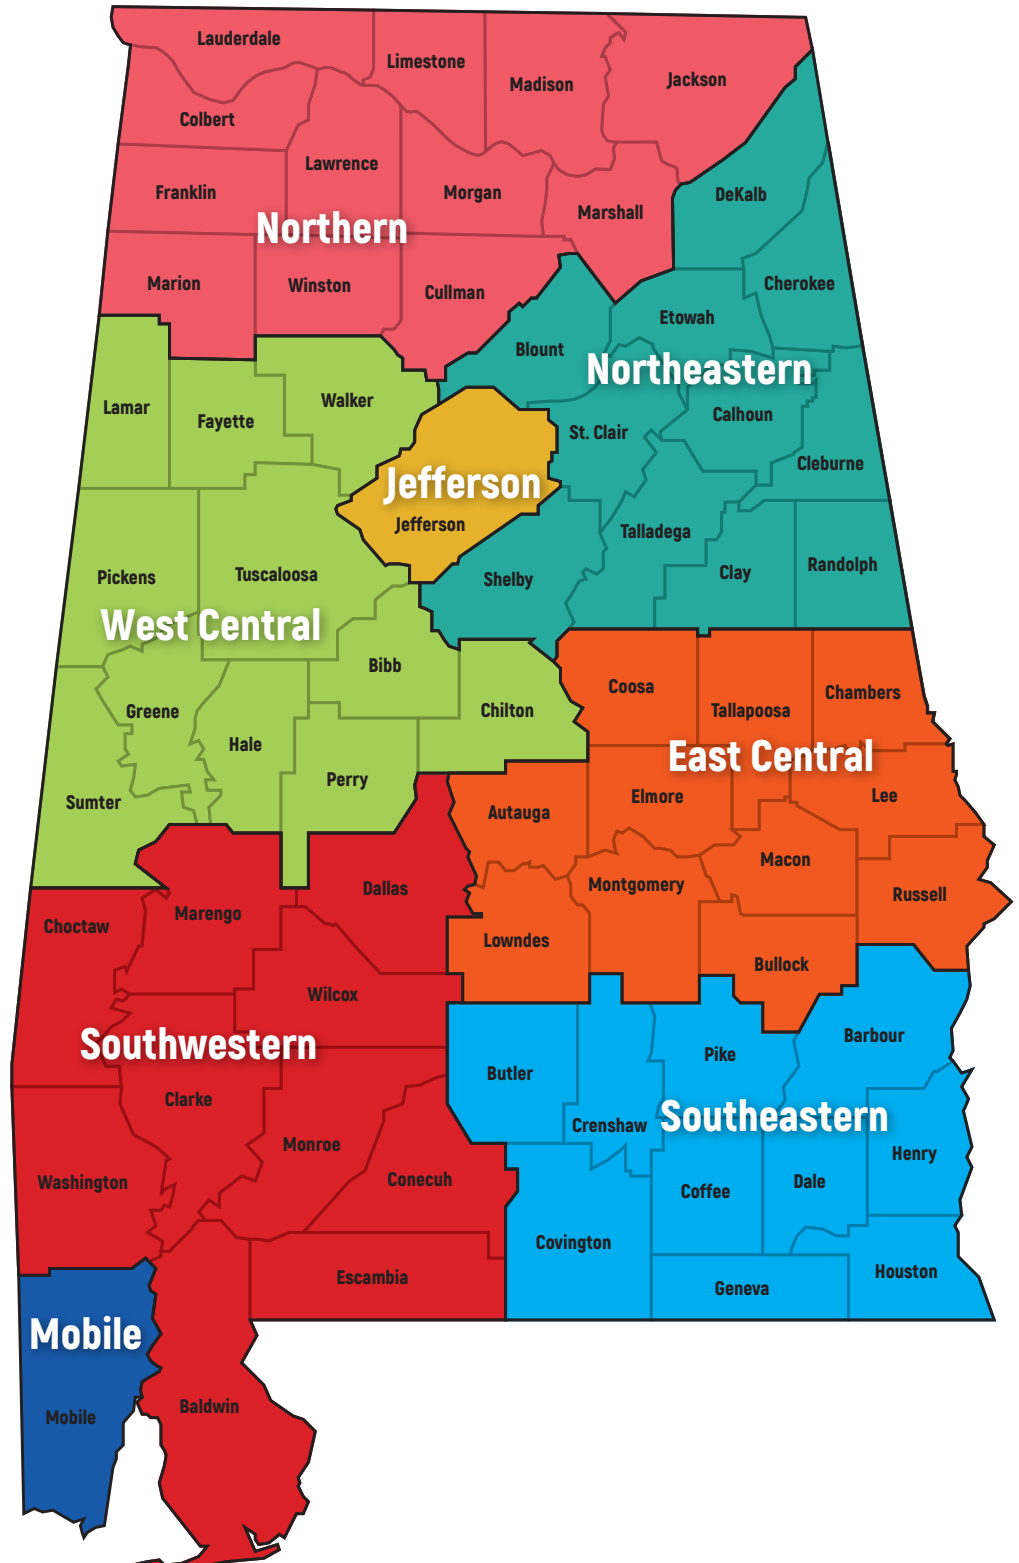 Lauderdale
Limestone
Madison
Jackson
Colbert
Lawrence
Franklin
Morgan
DeKalb
Marshall
Northern
Marion
Winston
Cullman
Cherokee
Etowah
Blount
Northeastern
Lamar
Walker
Fayette
Calhoun
St. Clair
Cleburne
Jefferson
Jefferson
Talladega
Pickens
Tuscaloosa
Shelby
Clay
Randolph
West Central
Bibb
Coosa
Chambers
Greene
Chilton
Tallapoosa
Hale
East Central
Perry
Sumter
Elmore
Lee
Autauga
Macon
Dallas
Montgomery
Russell
Marengo
Choctaw
Lowndes
Bullock
Wilcox
Southwestern
Barbour
Pike
Butler
Clarke
Southeastern
Crenshaw
Monroe
Henry
Washington
Conecuh
Dale
Coffee
Covington
Escambia
Houston
Geneva
Mobile
Baldwin
Mobile